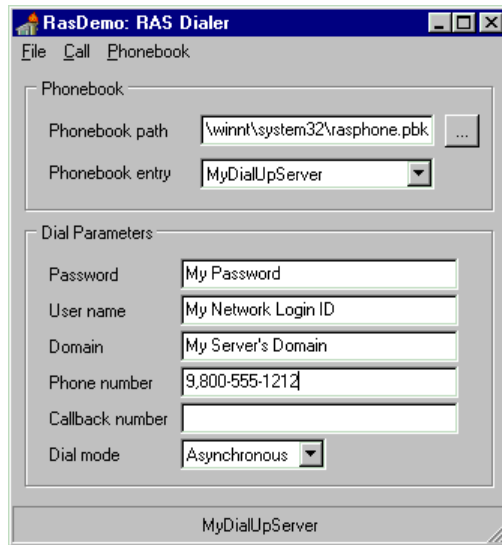 RasDemo: RAS Dialer
File Call Phonebook
Phonebook
Phonebook path \winnt\system32\rasphone.pbk ...
Phonebook entry MyDialUpServer
Dial Parameters
Password My Password
User name My Network Login ID
Domain My Server's Domain
Phone number 9,800-555-1212
Callback number
Dial mode Asynchronous
MyDialUpServer